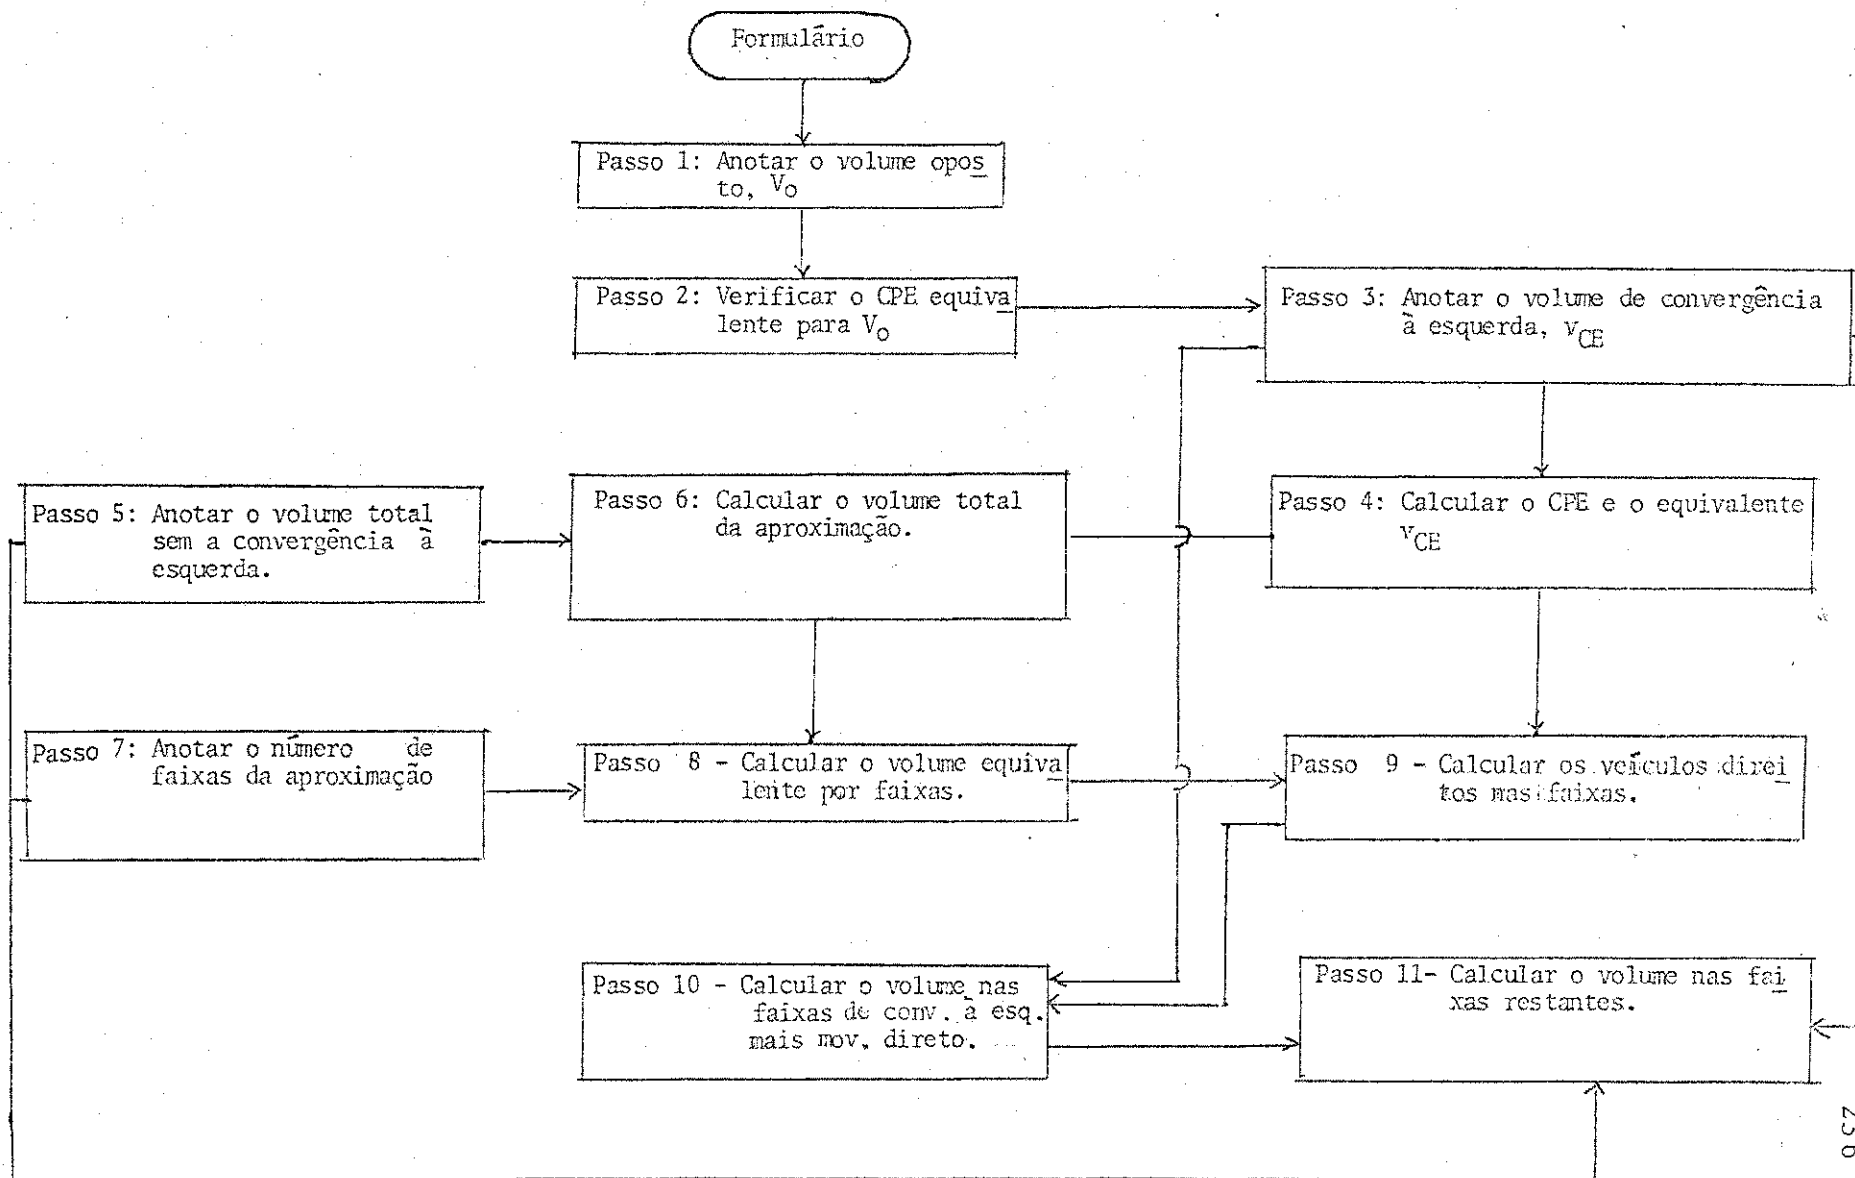 Formulário
Passo 1: Anotar o volume opos
to, Vo
Passo 2: Verificar o CPE equiva
lente para Vo
Passo 3: Anotar o volume de convergência
à esquerda, vCE
Passo 4: Calcular o CPE e o equivalente
vCE
Passo 5: Anotar o volume total
sem a convergência à
esquerda.
Passo 6: Calcular o volume total
da aproximação.
Passo 7: Anotar o número de
faixas da aproximação
Passo 8 - Calcular o volume equiva
lente por faixas.
Passo 9 - Calcular os veículos direi
tos nas faixas.
Passo 10 - Calcular o volume nas
faixas de conv. à esq.
mais mov. direto.
Passo 11- Calcular o volume nas fai
xas restantes.
256